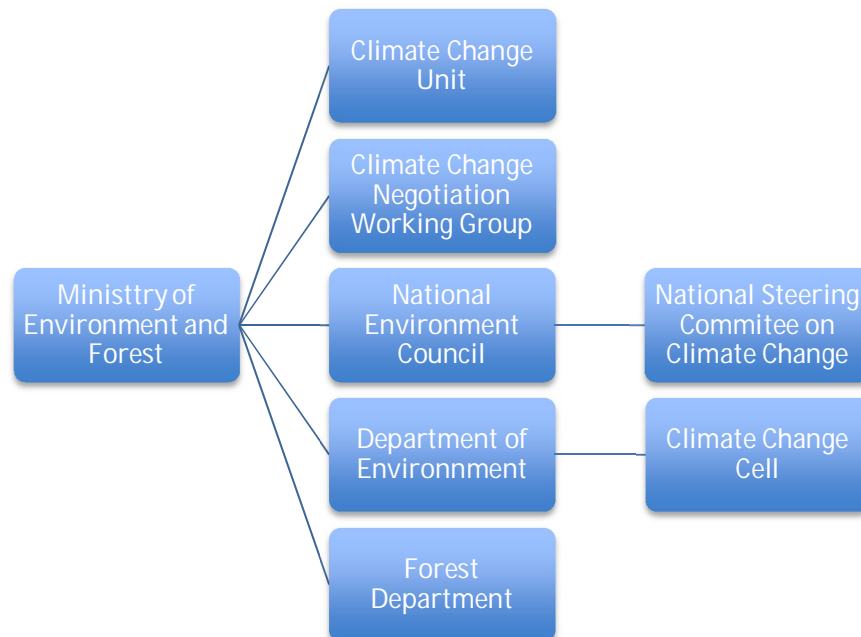 Climate Change
Unit
Climate Change
Negotiation
Working Group
Ministtry of
Environment and
Forest
National
Environment
Council
National Steering
Commitee on
Climate Change
Department of
Environnment
Climate Change
Cell
Forest
Department